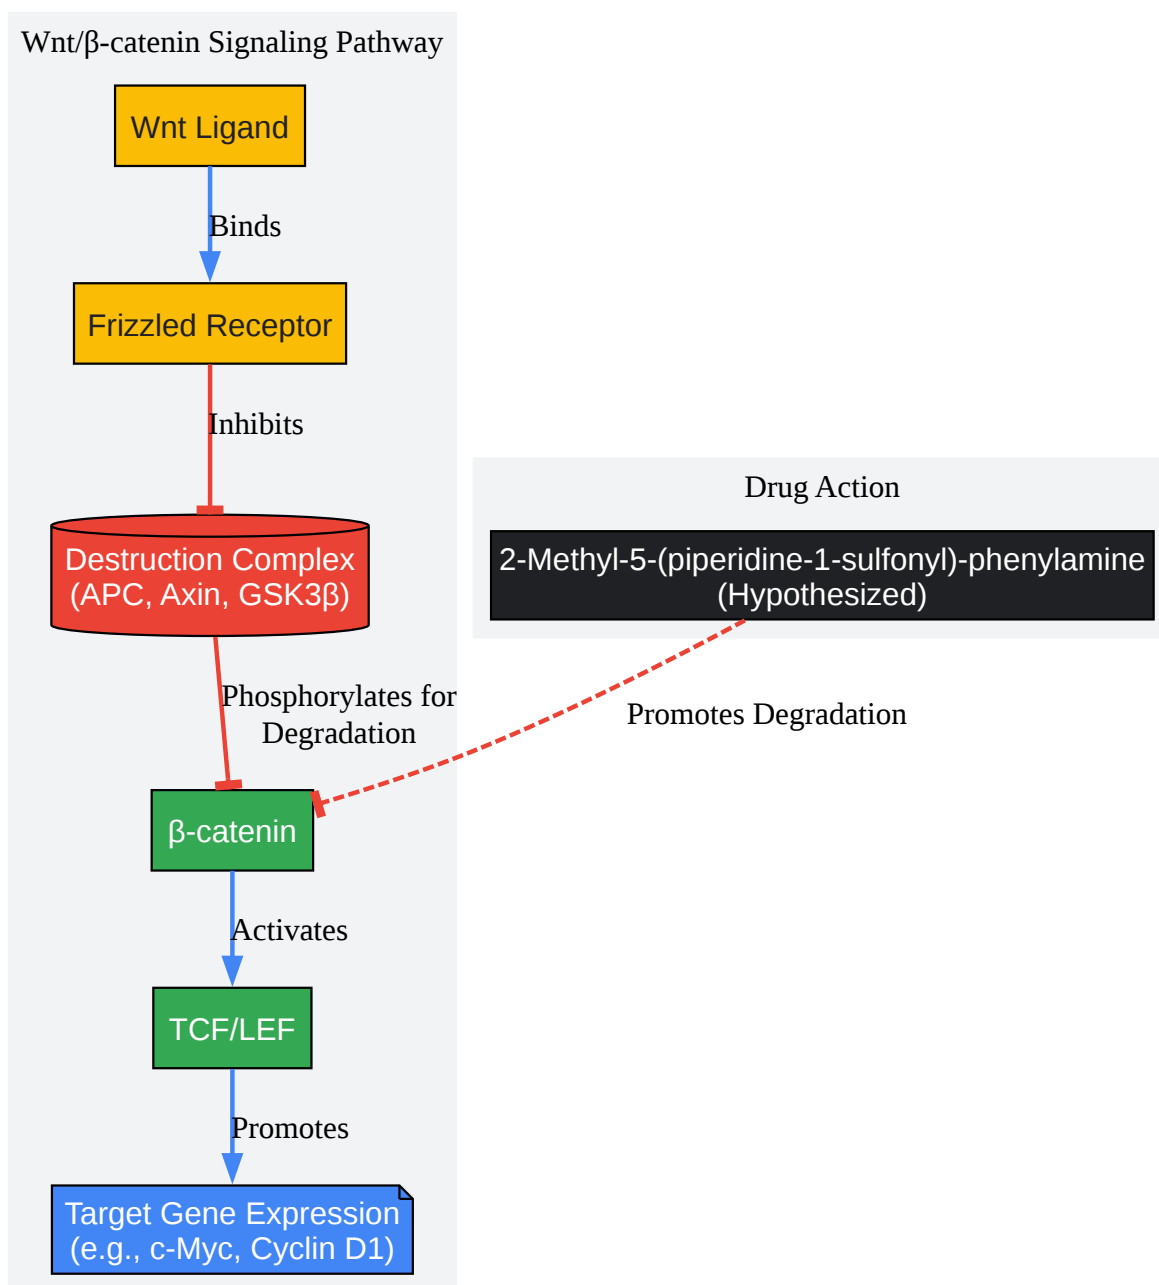 Wnt/β-catenin Signaling Pathway
Wnt Ligand
Binds
Frizzled Receptor
Inhibits
Destruction Complex
(APC, Axin, GSK3β)
Drug Action
2-Methyl-5-(piperidine-1-sulfonyl)-phenylamine
(Hypothesized)
Phosphorylates for
Degradation
Promotes Degradation
β-catenin
Activates
TCF/LEF
Promotes
Target Gene Expression
(e.g., c-Myc, Cyclin D1)